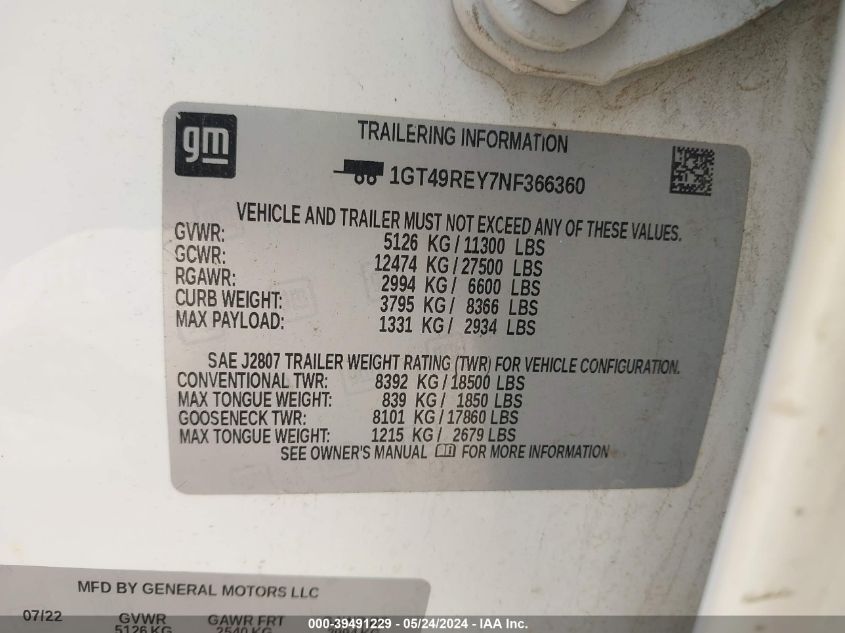 gm
TRAILERING INFORMATION
1GT49REY7NF366360
VEHICLE AND TRAILER MUST NOT EXCEED ANY OF THESE VALUES.
GVWR: 5126 KG / 11300 LBS
GCWR: 12474 KG / 27500 LBS
RGAWR: 2994 KG / 6600 LBS
CURB WEIGHT: 3795 KG / 8366 LBS
MAX PAYLOAD: 1331 KG / 2934 LBS
SAE J2807 TRAILER WEIGHT RATING (TWR) FOR VEHICLE CONFIGURATION.
CONVENTIONAL TWR: 8392 KG / 18500 LBS
MAX TONGUE WEIGHT: 839 KG / 1850 LBS
GOOSENECK TWR: 8101 KG / 17860 LBS
MAX TONGUE WEIGHT: 1215 KG / 2679 LBS
SEE OWNER'S MANUAL FOR MORE INFORMATION
MFD BY GENERAL MOTORS LLC
07/22 GVWR GAWR FRT
5126 KG 2540 KG
000-39491229 - 05/24/2024 - IAA Inc.